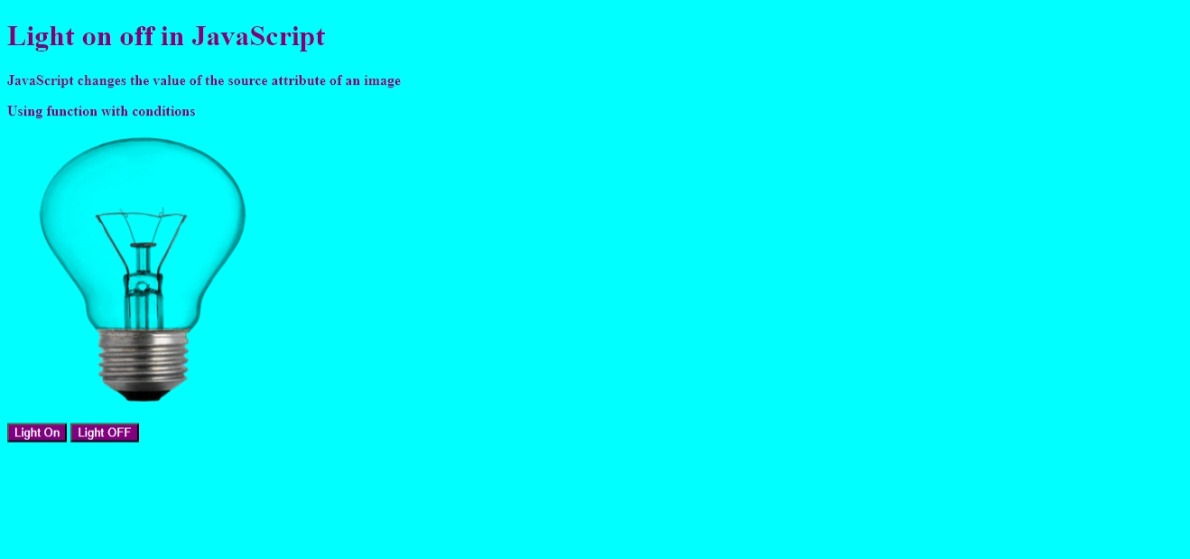 Light on off in JavaScript
JavaScript changes the value of the source attribute of an image
Using function with conditions
Light On Light OFF